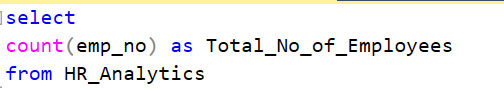 select
count(emp_no) as Total_No_of_Employees
from HR_Analytics